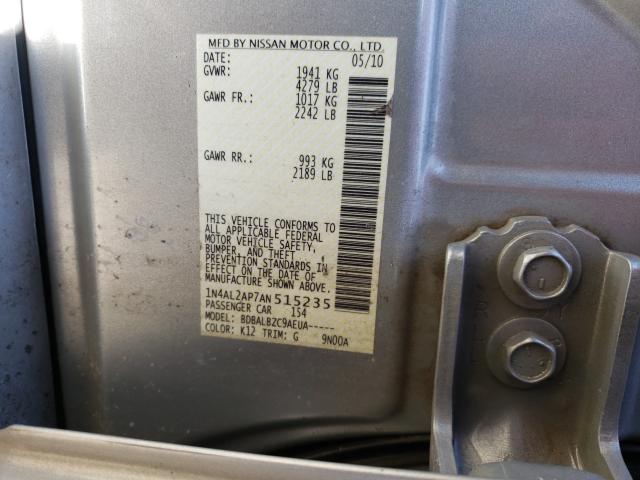 MFD BY NISSAN MOTOR CO., LTD.
DATE: 05/10
GVWR: 1941 KG
4279 LB
GAWR FR.: 1017 KG
2242 LB
GAWR RR.: 993 KG
2189 LB
THIS VEHICLE CONFORMS TO
ALL APPLICABLE FEDERAL
MOTOR VEHICLE SAFETY,
BUMPER, AND THEFT
PREVENTION STANDARDS IN
EFFECT ON THE DATE OF
MANUFACTURE SHOWN ABOVE.
1N4AL2AP7AN515235
PASSENGER CAR 154
MODEL: BDBALBZC9AEUA-----
COLOR: K12 TRIM: G 9N00A